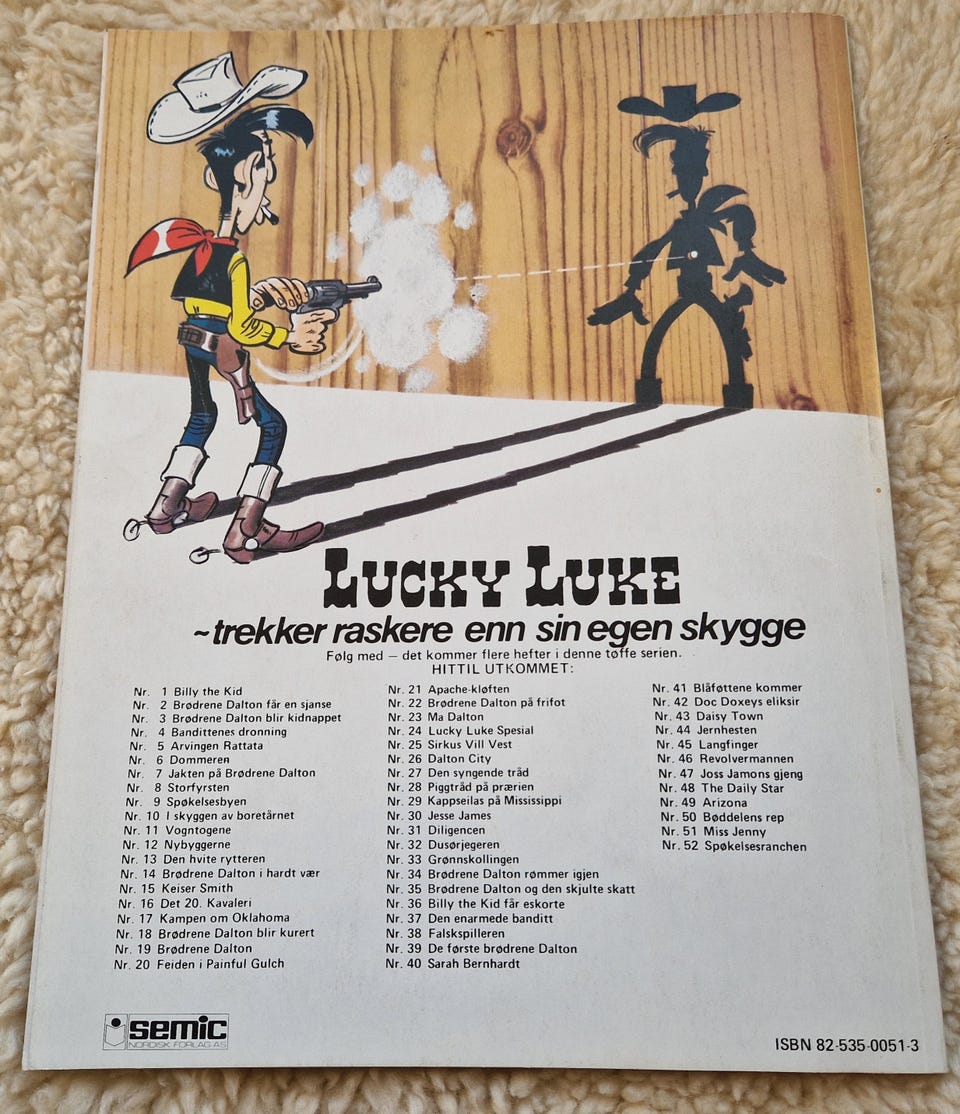 LUCKY LUKE
~trekker raskere enn sin egen skygge
Følg med – det kommer flere hefter i denne tøffe serien.
HITTIL UTKOMMET:
Nr. 1 Billy the Kid
Nr. 2 Brødrene Dalton får en sjanse
Nr. 3 Brødrene Dalton blir kidnappet
Nr. 4 Bandittenes dronning
Nr. 5 Arvingen Rattata
Nr. 6 Dommeren
Nr. 7 Jakten på Brødrene Dalton
Nr. 8 Storfyrsten
Nr. 9 Spøkelsesbyen
Nr. 10 I skyggen av boretårnet
Nr. 11 Vogntogene
Nr. 12 Nybyggerne
Nr. 13 Den hvite rytteren
Nr. 14 Brødrene Dalton i hardt vær
Nr. 15 Keiser Smith
Nr. 16 Det 20. Kavaleri
Nr. 17 Kampen om Oklahoma
Nr. 18 Brødrene Dalton blir kurert
Nr. 19 Brødrene Dalton
Nr. 20 Feiden i Painful Gulch
Nr. 21 Apache-kløften
Nr. 22 Brødrene Dalton på frifot
Nr. 23 Ma Dalton
Nr. 24 Lucky Luke Spesial
Nr. 25 Sirkus Vill Vest
Nr. 26 Dalton City
Nr. 27 Den syngende tråd
Nr. 28 Piggtråd på prærien
Nr. 29 Kappseilas på Mississippi
Nr. 30 Jesse James
Nr. 31 Diligencen
Nr. 32 Dusørjegeren
Nr. 33 Grønnskollingen
Nr. 34 Brødrene Dalton rømmer igjen
Nr. 35 Brødrene Dalton og den skjulte skatt
Nr. 36 Billy the Kid får eskorte
Nr. 37 Den enarmede banditt
Nr. 38 Falskspilleren
Nr. 39 De første brødrene Dalton
Nr. 40 Sarah Bernhardt
Nr. 41 Blåføttene kommer
Nr. 42 Doc Doxeys eliksir
Nr. 43 Daisy Town
Nr. 44 Jernhesten
Nr. 45 Langfinger
Nr. 46 Revolvermannen
Nr. 47 Joss Jamons gjeng
Nr. 48 The Daily Star
Nr. 49 Arizona
Nr. 50 Bøddelens rep
Nr. 51 Miss Jenny
Nr. 52 Spøkelsesranchen
semic
NORDISK FORLAG AS
ISBN 82-535-0051-3